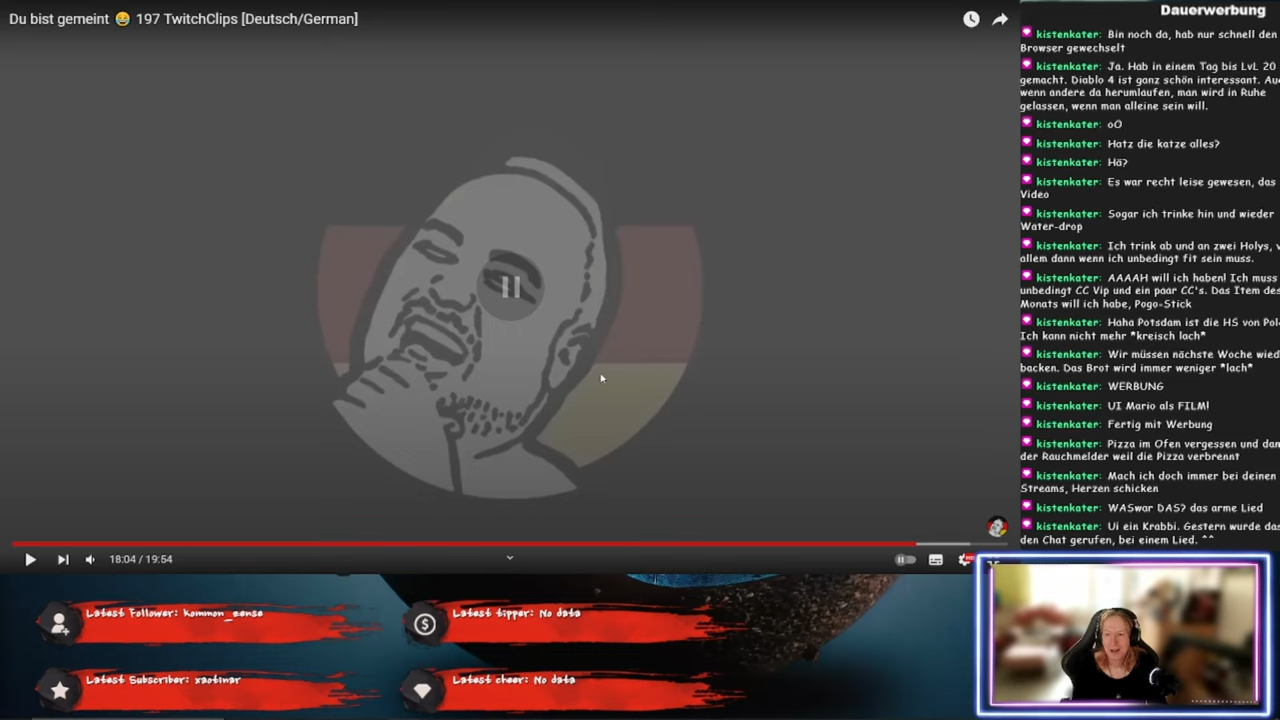 Du bist gemeint 😂 197 TwitchClips [Deutsch/German]
Dauerwerbung
kistenkater: Bin noch da, hab nur schnell den
Browser gewechselt
kistenkater: Ja. Hab in einem Tag bis LvL 20
gemacht. Diablo 4 ist ganz schön interessant. Au
wenn andere da herumlaufen, man wird in Ruhe
gelassen, wenn man alleine sein will.
kistenkater: oO
kistenkater: Hatz die katze alles?
kistenkater: Hä?
kistenkater: Es war recht leise gewesen, das
Video
kistenkater: Sogar ich trinke hin und wieder
Water-drop
kistenkater: Ich trink ab und an zwei Holys, v
allem dann wenn ich unbedingt fit sein muss.
kistenkater: AAAAH will ich haben! Ich muss
unbedingt CC Vip und ein paar CC's. Das Item des
Monats will ich habe, Pogo-Stick
kistenkater: Haha Potsdam ist die HS von Pol
Ich kann nicht mehr *kreisch lach*
kistenkater: Wir müssen nächste Woche wied
backen. Das Brot wird immer weniger *lach*
kistenkater: WERBUNG
kistenkater: UI Mario als FILM!
kistenkater: Fertig mit Werbung
kistenkater: Pizza im Ofen vergessen und dan
der Rauchmelder weil die Pizza verbrennt
kistenkater: Mach ich doch immer bei deinen
Streams, Herzen schicken
kistenkater: WASwar DAS? das arme Lied
kistenkater: Ui ein Krabbi. Gestern wurde das
den Chat gerufen, bei einem Lied. ^^
18:04 / 19:54
Latest Follower: Kommon_zense
Latest tipper: No data
Latest Subscriber: xaotinar
Latest cheer: No data